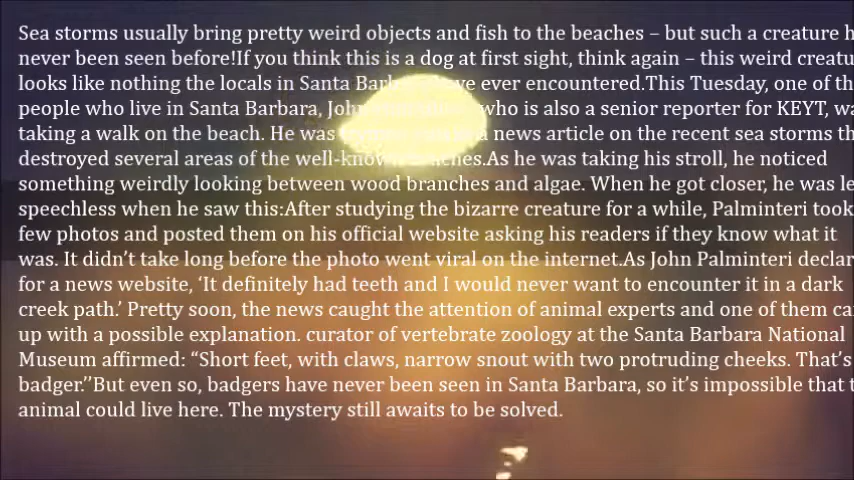 Sea storms usually bring pretty weird objects and fish to the beaches – but such a creature h
never been seen before!If you think this is a dog at first sight, think again – this weird creatu
looks like nothing the locals in Santa Barbara have ever encountered.This Tuesday, one of th
people who live in Santa Barbara, John Palminteri, who is also a senior reporter for KEYT, wa
taking a walk on the beach. He was a news article on the recent sea storms th
destroyed several areas of the well-known beaches.As he was taking his stroll, he noticed
something weirdly looking between wood branches and algae. When he got closer, he was le
speechless when he saw this:After studying the bizarre creature for a while, Palminteri took
few photos and posted them on his official website asking his readers if they know what it
was. It didn’t take long before the photo went viral on the internet.As John Palminteri declar
for a news website, ‘It definitely had teeth and I would never want to encounter it in a dark
creek path.’ Pretty soon, the news caught the attention of animal experts and one of them ca
up with a possible explanation. curator of vertebrate zoology at the Santa Barbara National
Museum affirmed: “Short feet, with claws, narrow snout with two protruding cheeks. That’s
badger.”But even so, badgers have never been seen in Santa Barbara, so it’s impossible that t
animal could live here. The mystery still awaits to be solved.